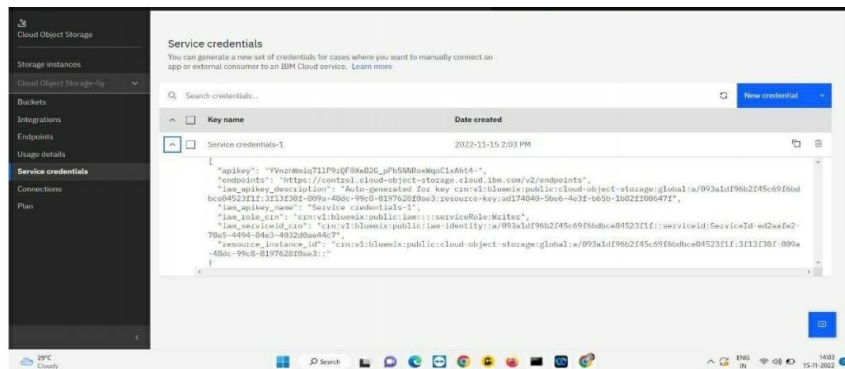 Cloud Object Storage
Storage instances
Cloud Object Storage-5y
Buckets
Integrations
Endpoints
Usage details
Service credentials
Connections
Plan
Service credentials
You can generate a new set of credentials for cases where you want to manually connect an
app or external consumer to an IBM Cloud service. Learn more
Search credentials...
New credential
Key name Date created
Service credentials-1 2022-11-15 2:03 PM
{
"apikey":
"endpoints": "https://control.cloud-object-storage.cloud.ibm.com/v2/endpoints",
"iam_apikey_description": "Auto-generated for key crn:v1:bluemix:public:cloud-object-storage:global:
"iam_apikey_name": "Service credentials-1",
"iam_role_crn": "crn:v1:bluemix:public:iam::::serviceRole:Writer",
"iam_serviceid_crn": "crn:v1:bluemix:public:iam-identity::
"resource_instance_id": "crn:v1:bluemix:public:cloud-object-storage:global:
}
29°C
Cloudy
Search
ENG
IN
14:03
15-11-2022